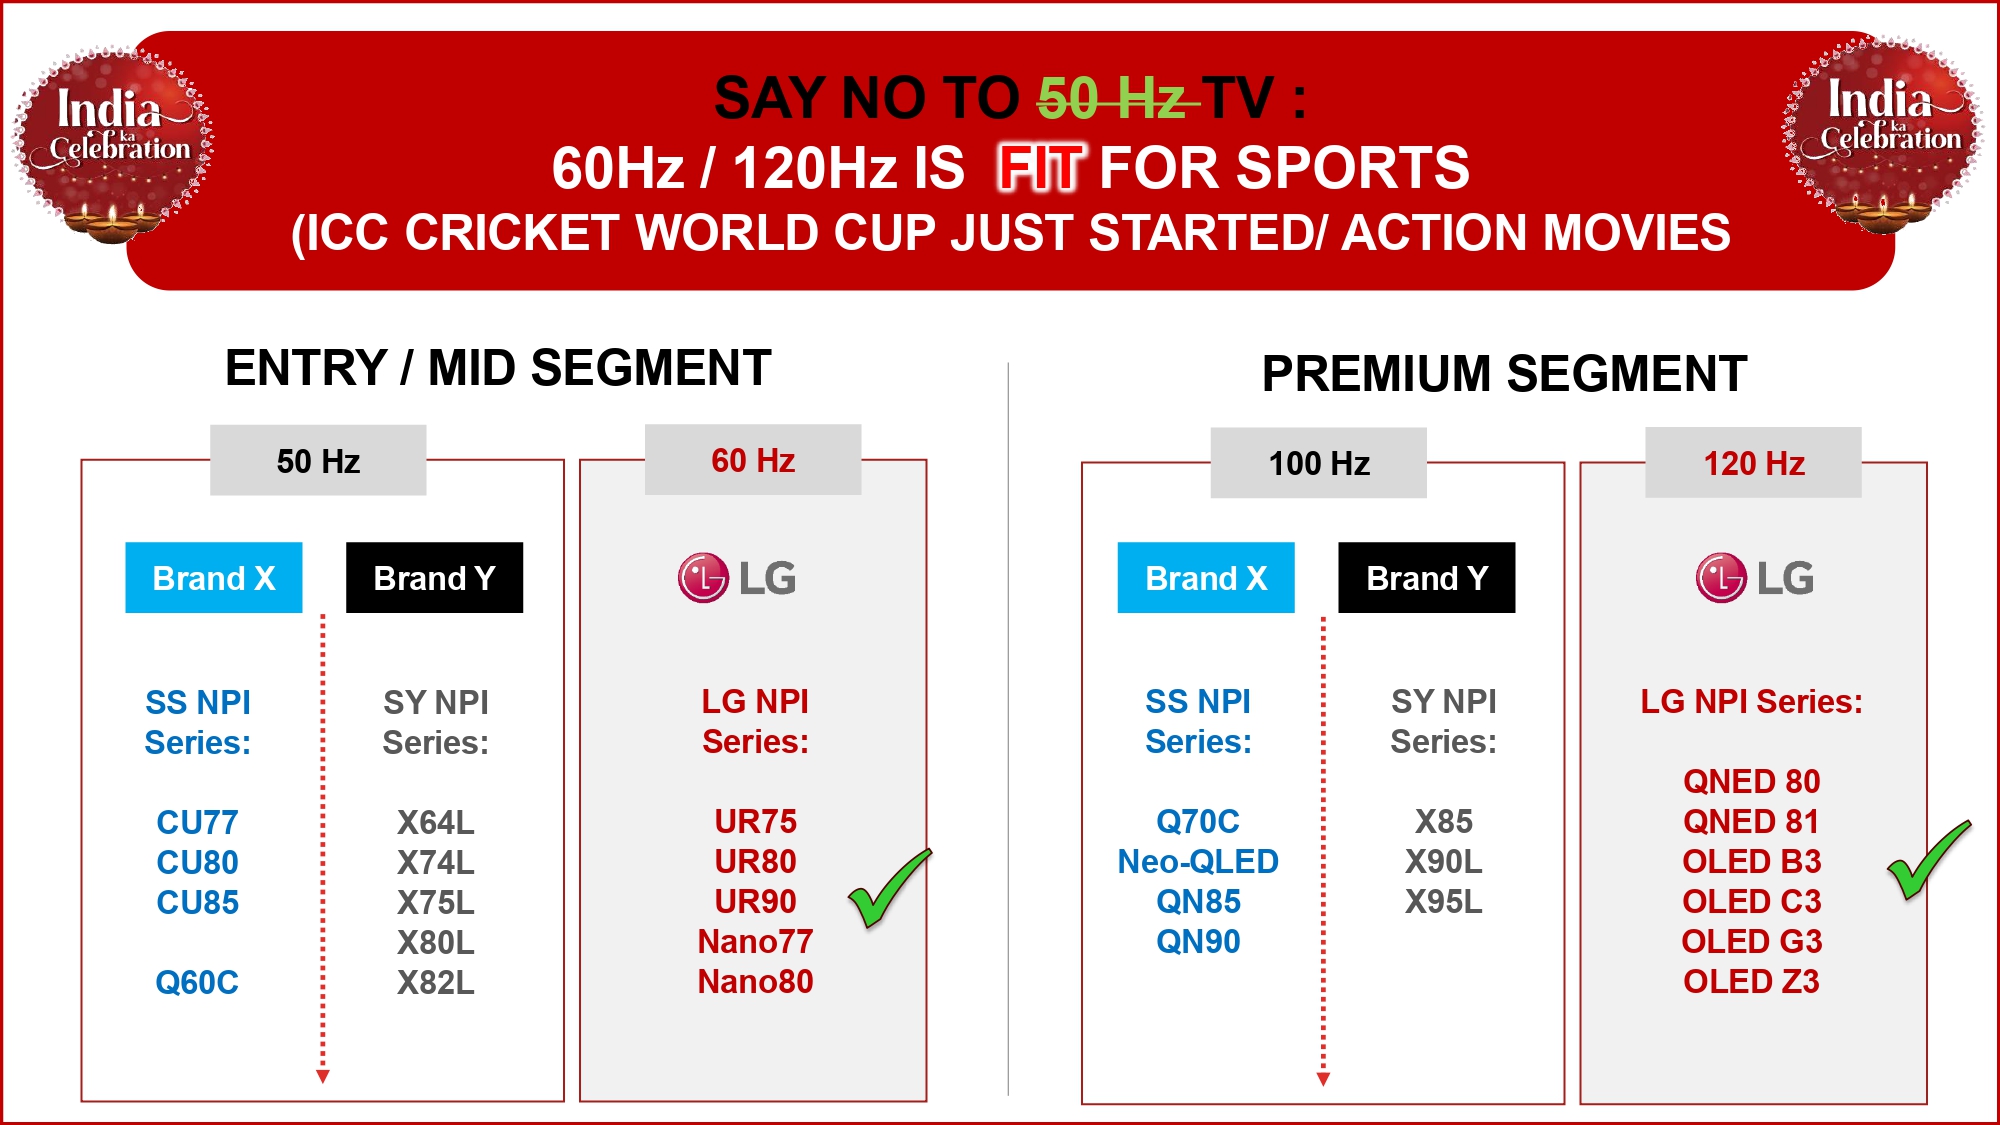 India
ka
Celebration
SAY NO TO 50 Hz TV :
60Hz / 120Hz IS FIT FOR SPORTS
(ICC CRICKET WORLD CUP JUST STARTED/ ACTION MOVIES
India
ka
Celebration
ENTRY / MID SEGMENT
50 Hz
Brand X
SS NPI
Series:
CU77
CU80
CU85
Q60C
Brand Y
SY NPI
Series:
X64L
X74L
X75L
X80L
X82L
60 Hz
LG
LG NPI
Series:
UR75
UR80
UR90
Nano77
Nano80
PREMIUM SEGMENT
100 Hz
Brand X
SS NPI
Series:
Q70C
Neo-QLED
QN85
QN90
Brand Y
SY NPI
Series:
X85
X90L
X95L
120 Hz
LG
LG NPI Series:
QNED 80
QNED 81
OLED B3
OLED C3
OLED G3
OLED Z3